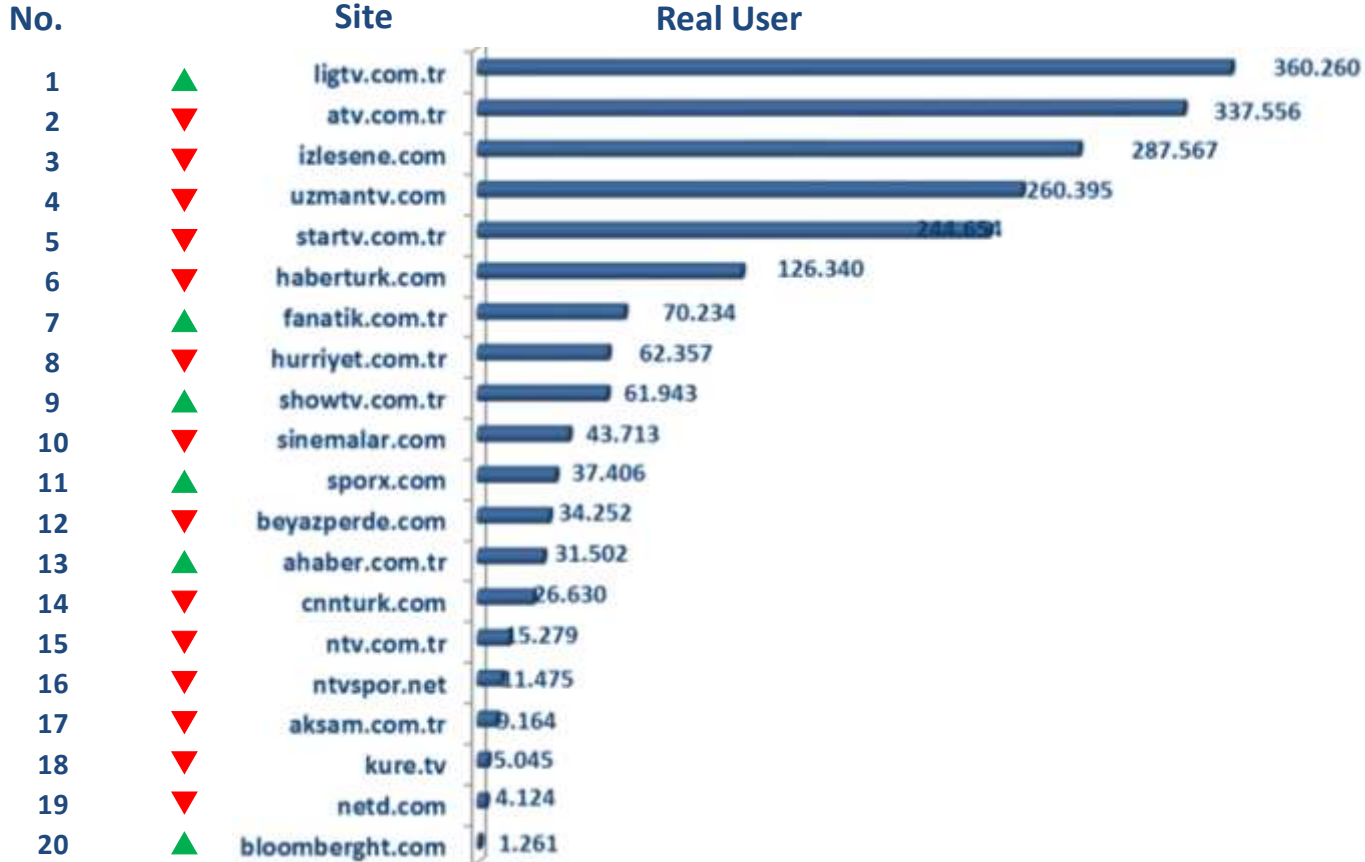 No. Site Real User
1 ▲ ligtv.com.tr 360.260
2 ▼ atv.com.tr 337.556
3 ▼ izlesene.com 287.567
4 ▼ uzmantv.com 260.395
5 ▼ startv.com.tr 244.654
6 ▼ haberturk.com 126.340
7 ▲ fanatik.com.tr 70.234
8 ▼ hurriyet.com.tr 62.357
9 ▲ showtv.com.tr 61.943
10 ▼ sinemalar.com 43.713
11 ▲ sporx.com 37.406
12 ▼ beyazperde.com 34.252
13 ▲ ahaber.com.tr 31.502
14 ▼ cnnturk.com 26.630
15 ▼ ntv.com.tr 15.279
16 ▼ ntvspor.net 11.475
17 ▼ aksam.com.tr 9.164
18 ▼ kure.tv 5.045
19 ▼ netd.com 4.124
20 ▲ bloomberght.com 1.261